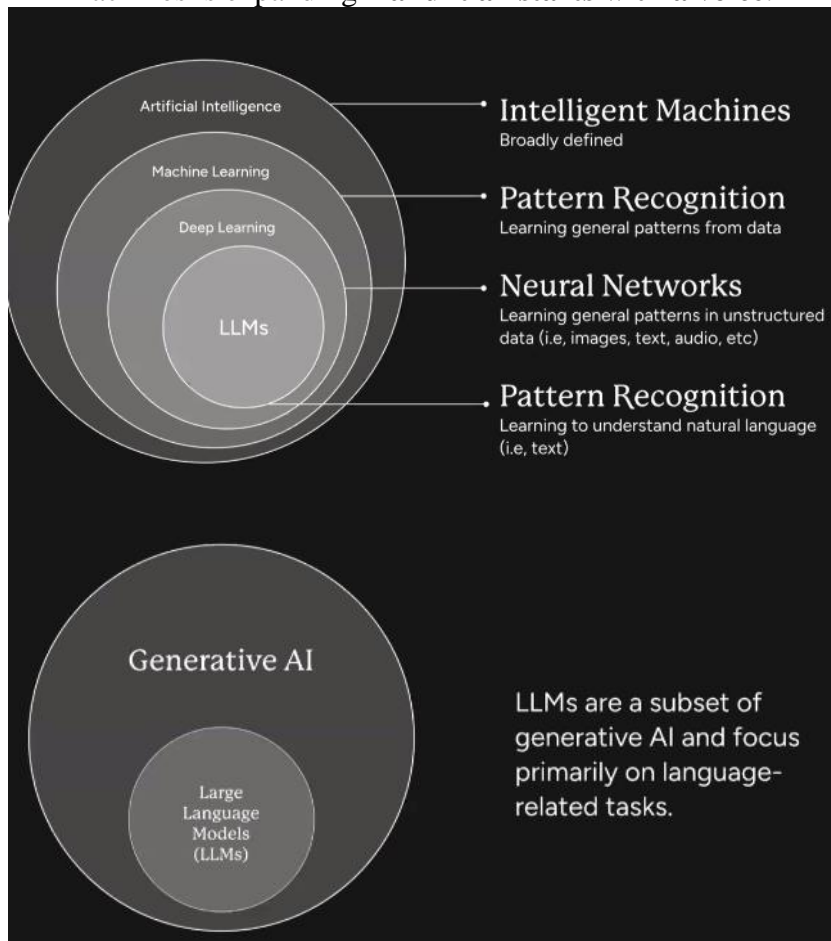 Artificial Intelligence
Intelligent Machines
Broadly defined
Machine Learning
Pattern Recognition
Learning general patterns from data
Deep Learning
Neural Networks
Learning general patterns in unstructured
data (i.e, images, text, audio, etc)
LLMs
Pattern Recognition
Learning to understand natural language
(i.e, text)
Generative AI
Large
Language
Models
(LLMs)
LLMs are a subset of
generative AI and focus
primarily on language-
related tasks.